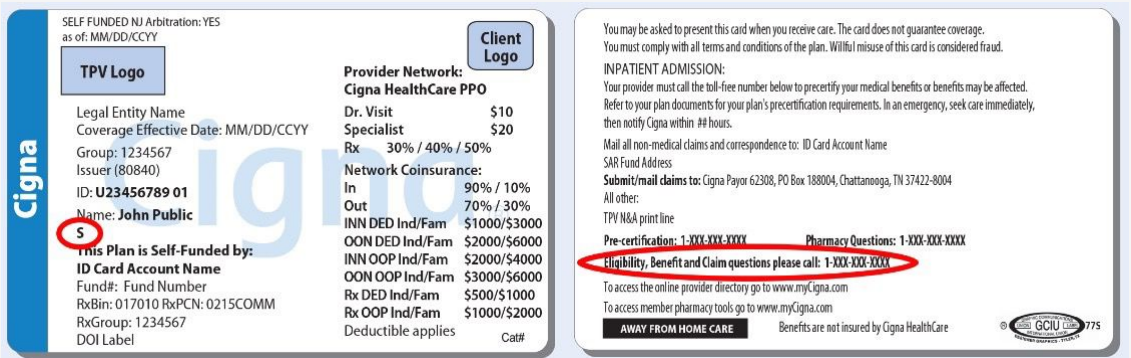 SELF FUNDED NJ Arbitration: YES
as of: MM/DD/CCYY
TPV Logo
Client
Logo
Cigna
Cigna
Legal Entity Name
Coverage Effective Date: MM/DD/CCYY
Group: 1234567
Issuer (80840)
ID: U23456789 01
Name: John Public
S
This Plan is Self-Funded by:
ID Card Account Name
Fund#: Fund Number
RxBin: 017010 RxPCN: 0215COMM
RxGroup: 1234567
DOI Label
Provider Network:
Cigna HealthCare PPO
Dr. Visit $10
Specialist $20
Rx 30% / 40% / 50%
Network Coinsurance:
In 90% / 10%
Out 70% / 30%
INN DED Ind/Fam $1000/$3000
OON DED Ind/Fam $2000/$6000
INN OOP Ind/Fam $2000/$4000
OON OOP Ind/Fam $3000/$6000
Rx DED Ind/Fam $500/$1000
Rx OOP Ind/Fam $1000/$2000
Deductible applies
Cat#
You may be asked to present this card when you receive care. The card does not guarantee coverage.
You must comply with all terms and conditions of the plan. Willful misuse of this card is considered fraud.
INPATIENT ADMISSION:
Your provider must call the toll-free number below to precertify your medical benefits or benefits may be affected.
Refer to your plan documents for your plan's precertification requirements. In an emergency, seek care immediately,
then notify Cigna within ## hours.
Mail all non-medical claims and correspondence to: ID Card Account Name
SAR Fund Address
Submit/mail claims to: Cigna Payor 62308, PO Box 188004, Chattanooga, TN 37422-8004
All other:
TPV N&A print line
Pre-certification: 1-XXX-XXX-XXXX Pharmacy Questions: 1-XXX-XXX-XXXX
Eligibility, Benefit and Claim questions please call: 1-XXX-XXX-XXXX
To access the online provider directory go to www.myCigna.com
To access member pharmacy tools go to www.myCigna.com
AWAY FROM HOME CARE Benefits are not insured by Cigna HealthCare
® GCIU 775